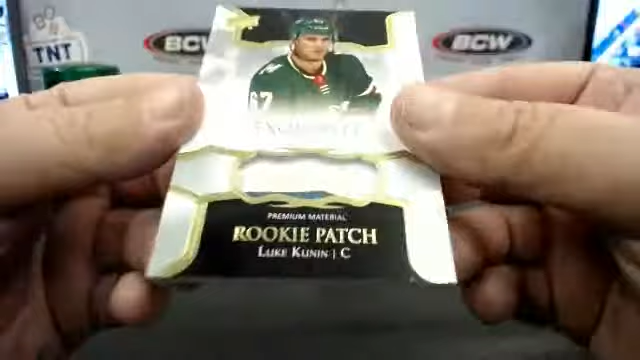 TNT
BCW
BCW
67
PREMIUM MATERIAL
ROOKIE PATCH
LUKE KUNIN | C